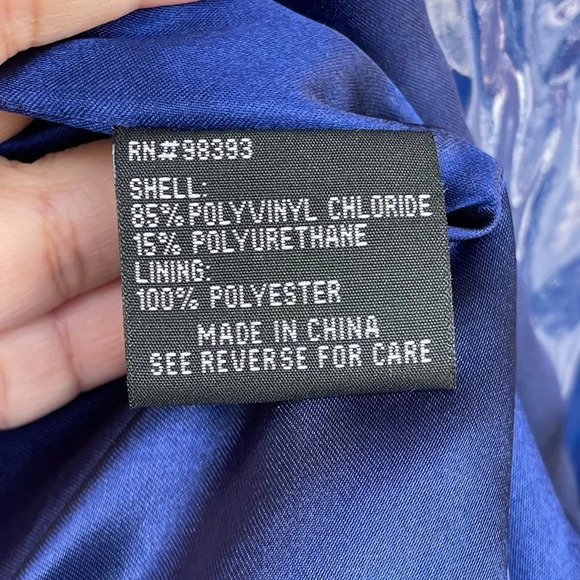 RN#98393
SHELL:
85% POLYVINYL CHLORIDE
15% POLYURETHANE
LINING:
100% POLYESTER
MADE IN CHINA
SEE REVERSE FOR CARE